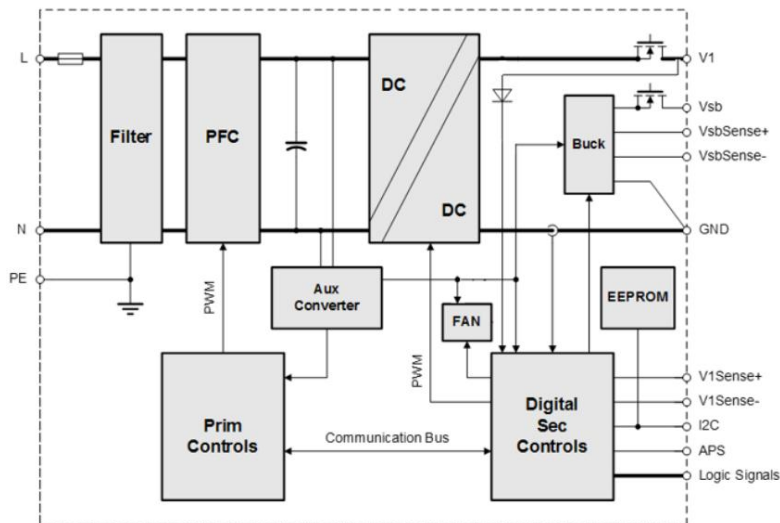 L
Filter
PFC
DC
DC
V1
Vsb
VsbSense+
VsbSense-
Buck
N
GND
PE
PWM
Aux
Converter
FAN
EEPROM
PWM
Prim
Controls
Communication Bus
Digital
Sec
Controls
V1Sense+
V1Sense-
I2C
APS
Logic Signals